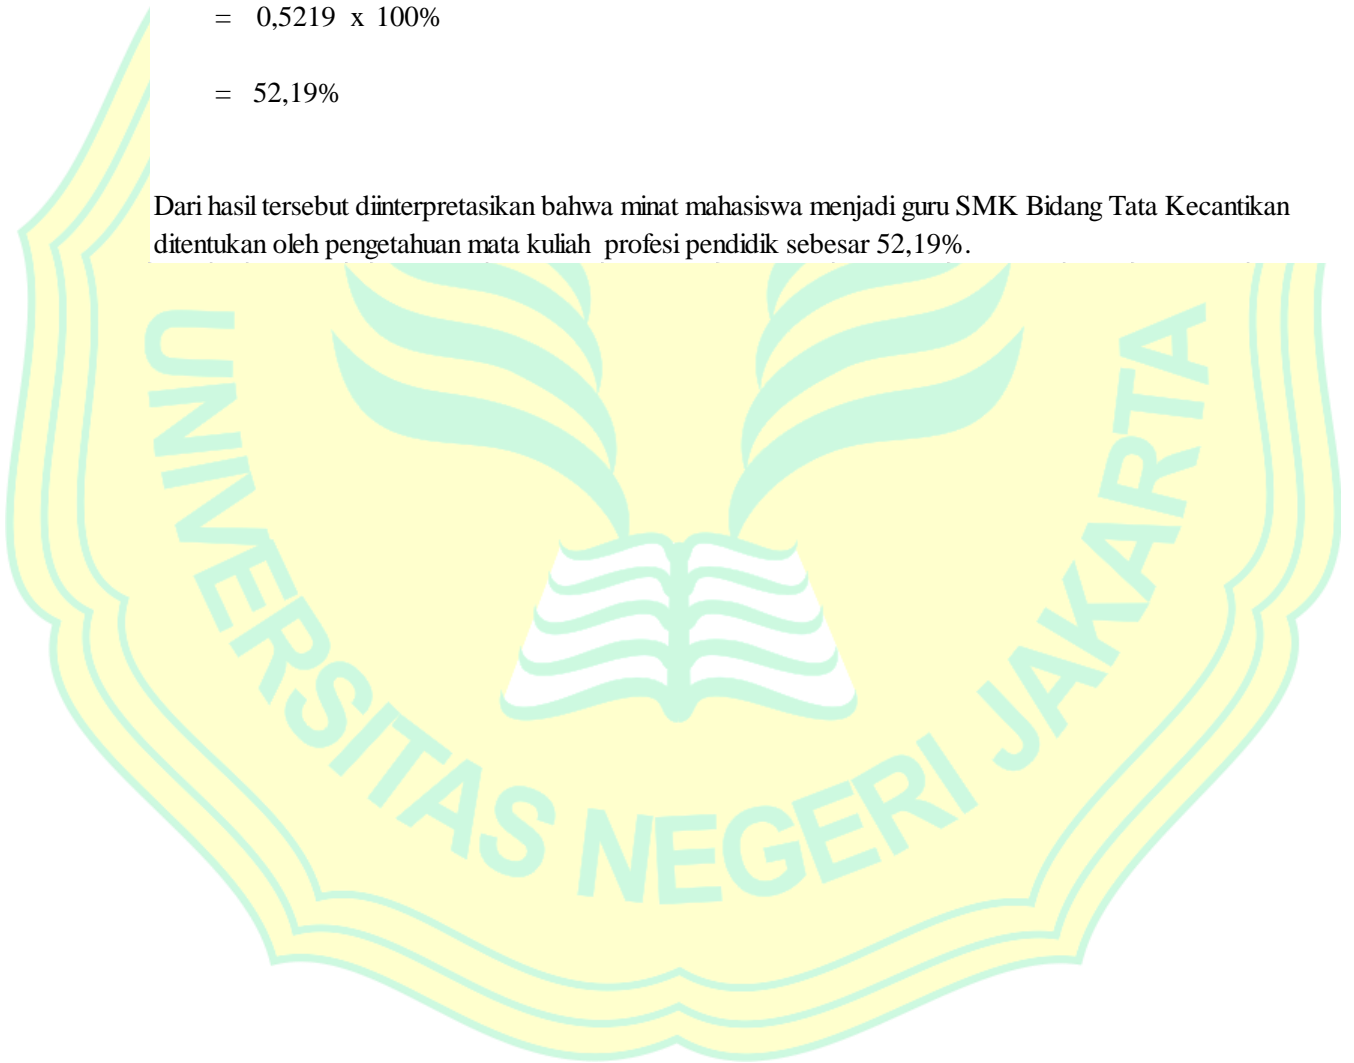 = 0,5219 x 100%
= 52,19%
Dari hasil tersebut diinterpretasikan bahwa minat mahasiswa menjadi guru SMK Bidang Tata Kecantikan
ditentukan oleh pengetahuan mata kuliah profesi pendidik sebesar 52,19%.
UNIVERSITAS NEGERI JAKARTA